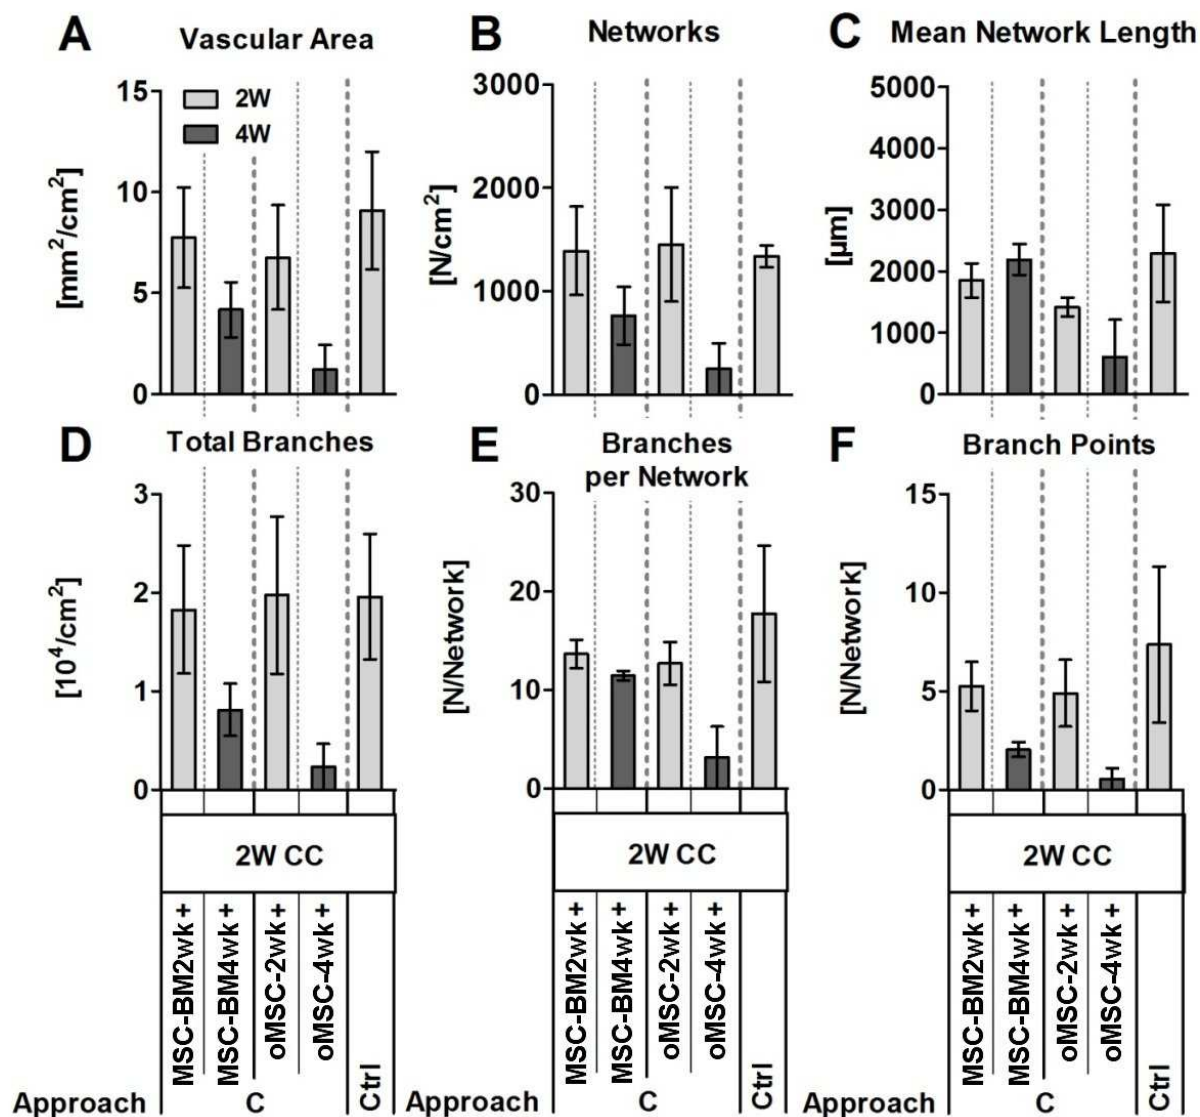 A Vascular Area
15
10
5
0
[mm²/cm²]
2W
4W
B Networks
3000
2000
1000
0
[N/cm²]
C Mean Network Length
5000
4000
3000
2000
1000
0
[µm]
D Total Branches
3
2
1
0
[10⁴/cm²]
E Branches
per Network
30
20
10
0
[N/Network]
F Branch Points
15
10
5
0
[N/Network]
2W CC
MSC-BM2wk +
MSC-BM4wk +
oMSC-2wk +
oMSC-4wk +
Ctrl
Approach C
2W CC
MSC-BM2wk +
MSC-BM4wk +
oMSC-2wk +
oMSC-4wk +
Ctrl
Approach C
2W CC
MSC-BM2wk +
MSC-BM4wk +
oMSC-2wk +
oMSC-4wk +
Ctrl
Approach C